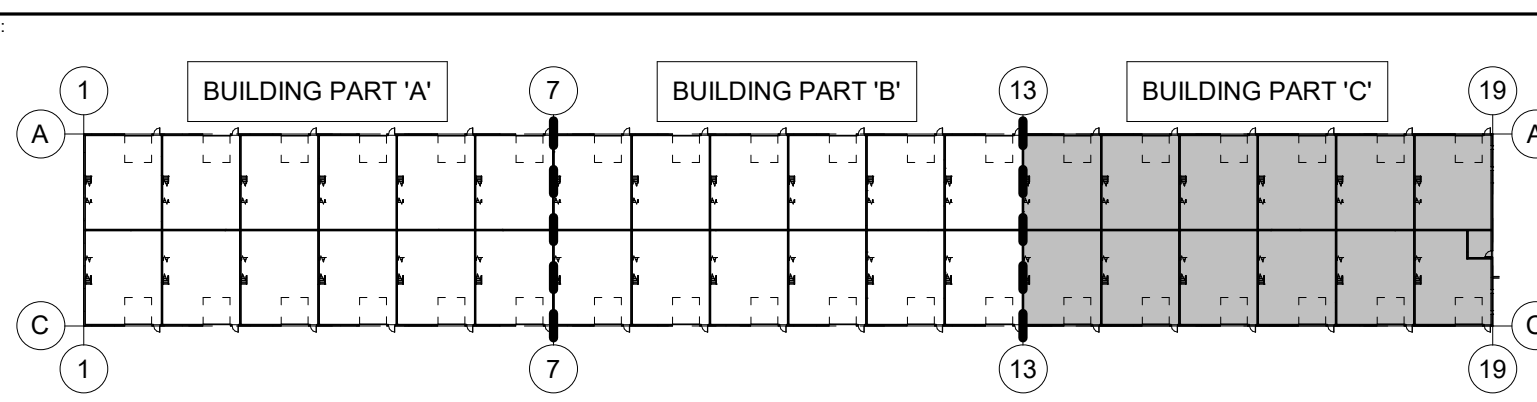 :
1 BUILDING PART 'A' 7 BUILDING PART 'B' 13 BUILDING PART 'C' 19
A A
C C
1 7 13 19